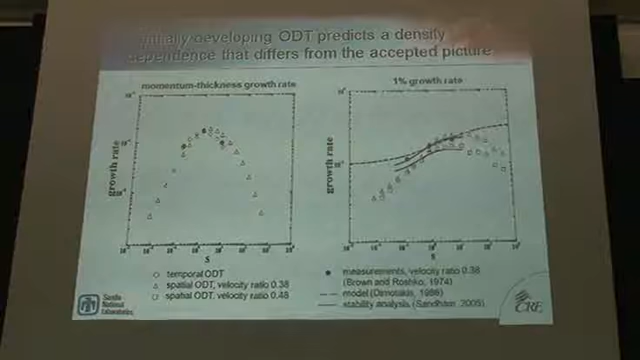 developing ODT predicts a density
dependence that differs from the accepted picture
momentum-thickness growth rate
1% growth rate
growth rate
growth rate
s
s
temporal ODT
spatial ODT, velocity ratio 0.38
spatial ODT, velocity ratio 0.48
measurements, velocity ratio 0.38
(Brown and Roshko, 1974)
model (Dimotakis, 1986)
stability analysis (Sandham, 2005)
Sandia
National
Laboratories
CRE